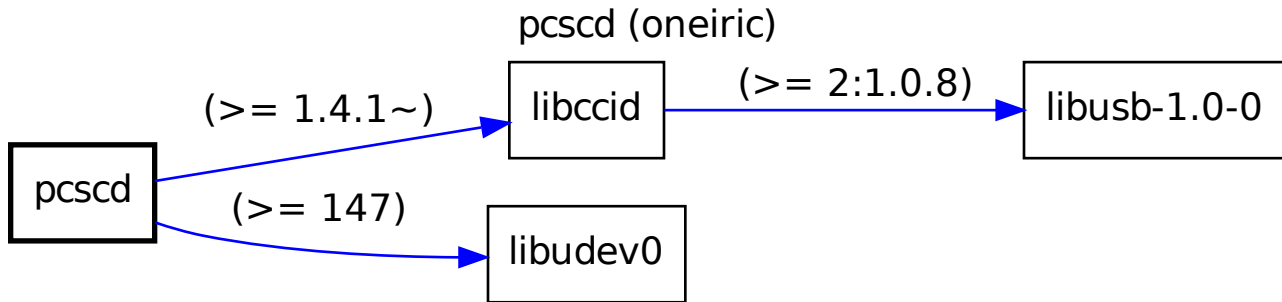 pcscd (oneiric)
(>= 1.4.1~)
libccid
(>= 2:1.0.8)
libusb-1.0-0
pcscd
(>= 147)
libudev0